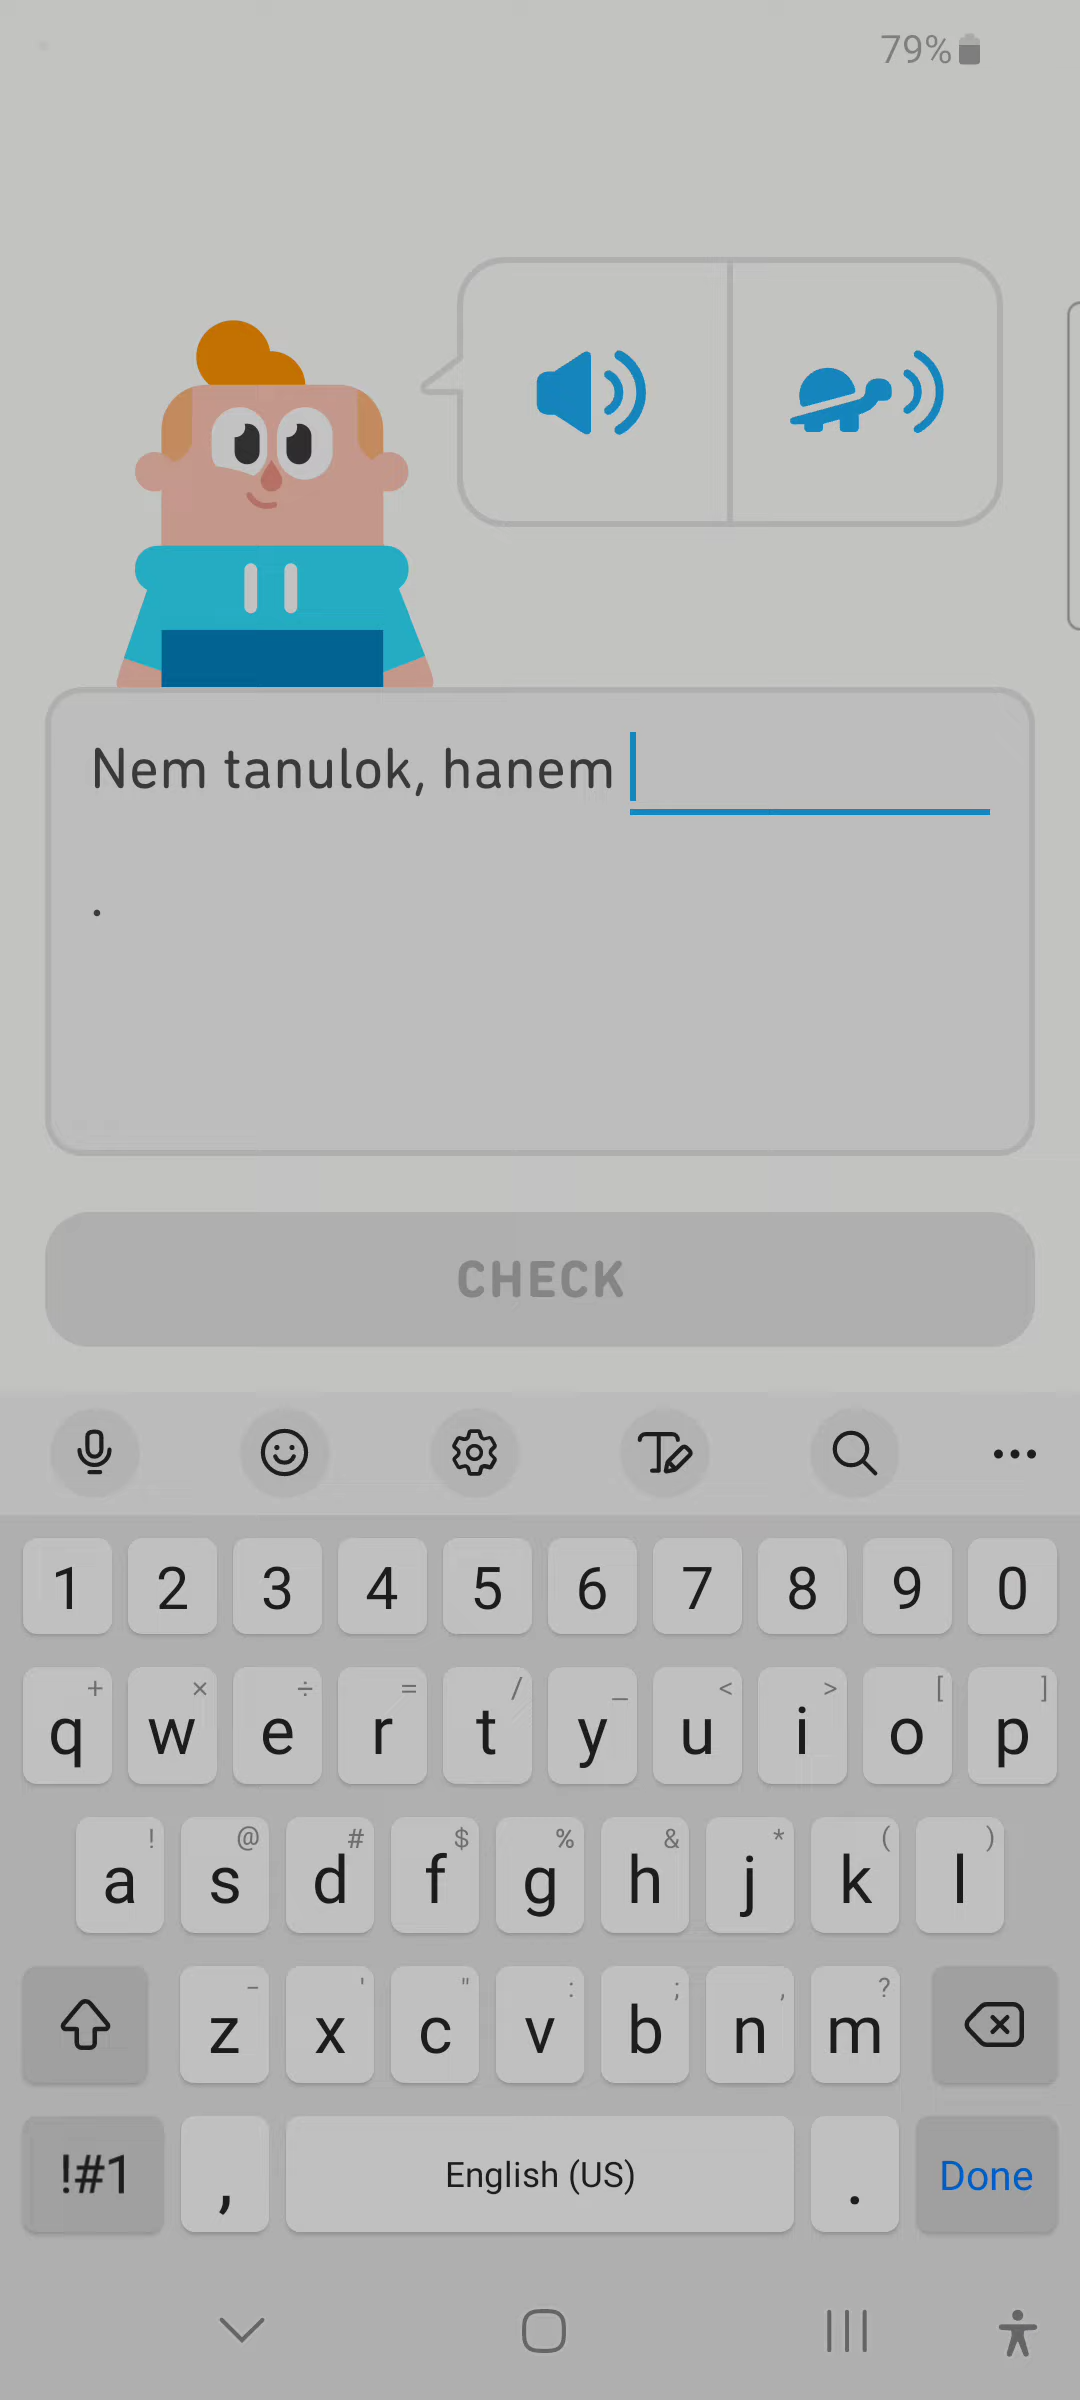 79%
Nem tanulok, hanem
.
CHECK
1 2 3 4 5 6 7 8 9 0
+ × ÷ = / _ < > [ ]
q w e r t y u i o p
! @ # $ % & * ( )
a s d f g h j k l
- ' " : ; , ?
z x c v b n m
!#1 , English (US) . Done